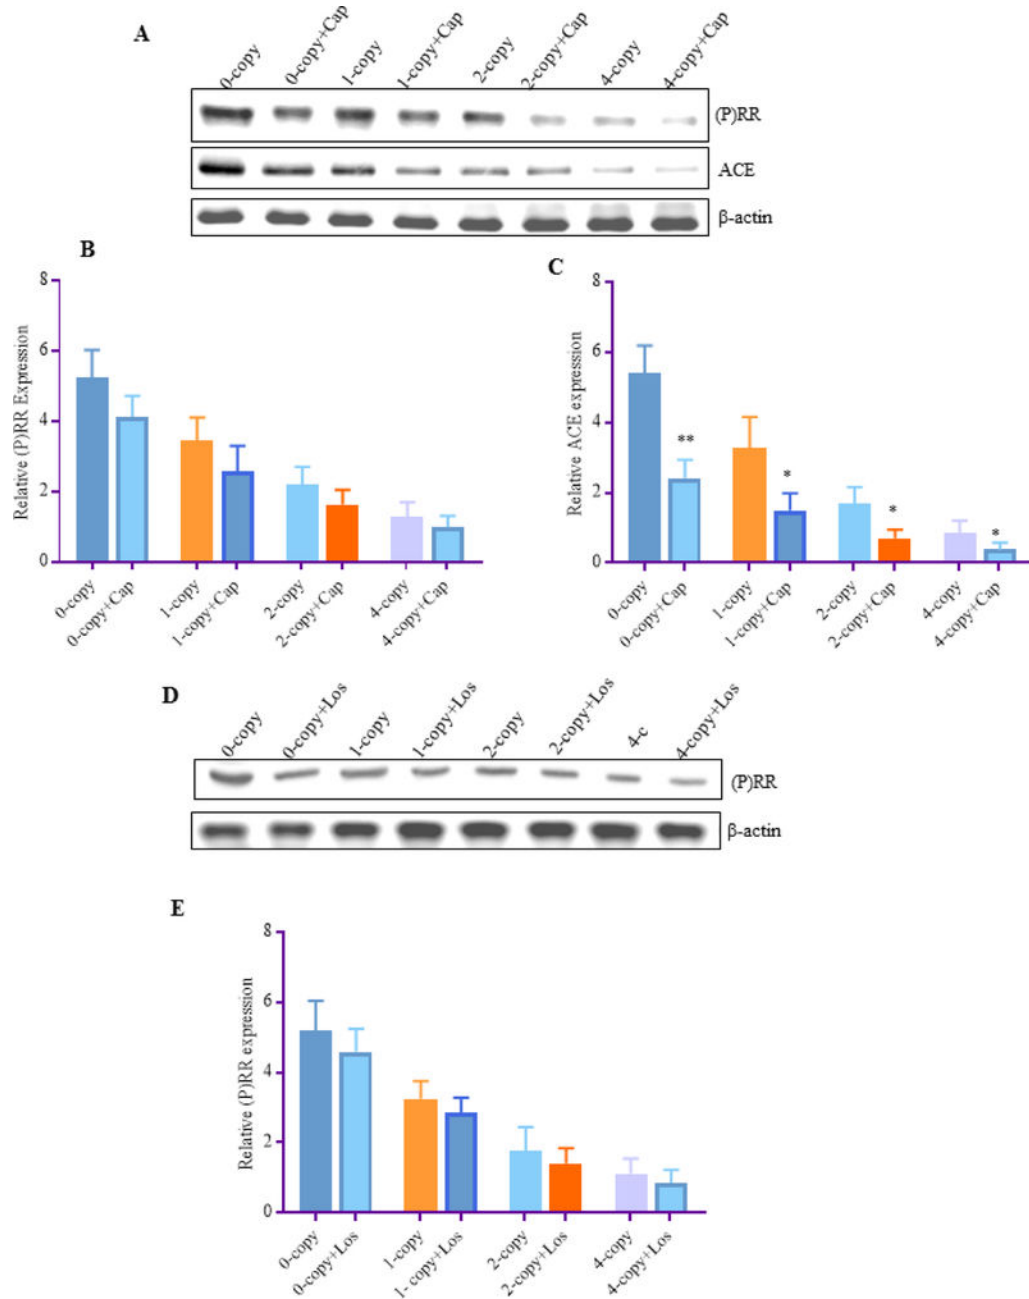 A
0-copy
0-copy+Cap
1-copy
1-copy+Cap
2-copy
2-copy+Cap
4-copy
4-copy+Cap
(P)RR
ACE
β-actin
B
Relative (P)RR Expression
8
6
4
2
0
0-copy
0-copy+Cap
1-copy
1-copy+Cap
2-copy
2-copy+Cap
4-copy
4-copy+Cap
C
Relative ACE expression
8
6
4
2
0
**
*
*
*
0-copy
0-copy+Cap
1-copy
1-copy+Cap
2-copy
2-copy+Cap
4-copy
4-copy+Cap
D
0-copy
0-copy+Los
1-copy
1-copy+Los
2-copy
2-copy+Los
4-c
4-copy+Los
(P)RR
β-actin
E
Relative (P)RR expression
8
6
4
2
0
0-copy
0-copy+Los
1-copy
1- copy+Los
2-copy
2-copy+Los
4-copy
4-copy+Los